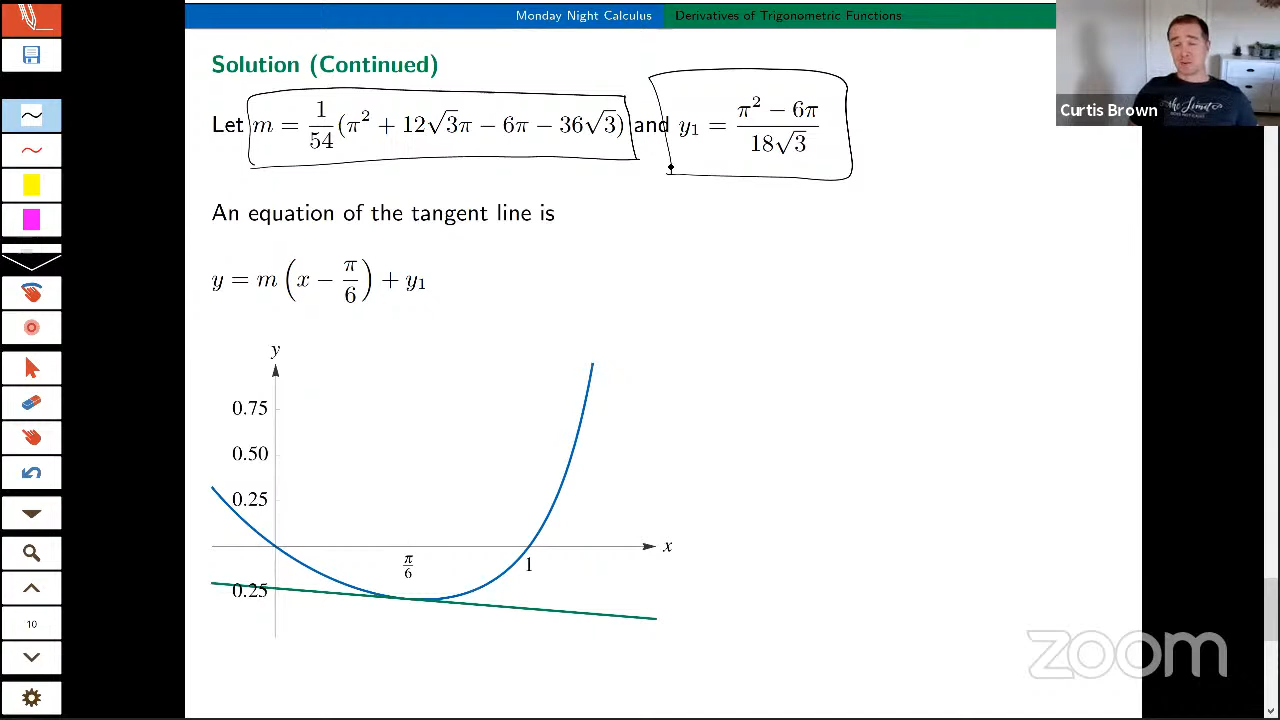 Monday Night Calculus Derivatives of Trigonometric Functions
Solution (Continued)
Let m = 1/54 (π² + 12√3π − 6π − 36√3) and y₁ = (π² − 6π)/(18√3)
An equation of the tangent line is
y = m (x − π/6) + y₁
y
0.75
0.50
0.25
π/6
1
x
0.25
10
Curtis Brown
zoom